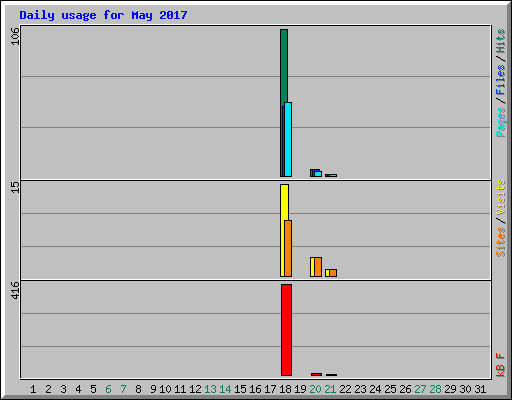 Daily usage for May 2017
106
15
416
Pages / Files / Hits
Sites / Visits
kB F
1 2 3 4 5 6 7 8 9 10 11 12 13 14 15 16 17 18 19 20 21 22 23 24 25 26 27 28 29 30 31